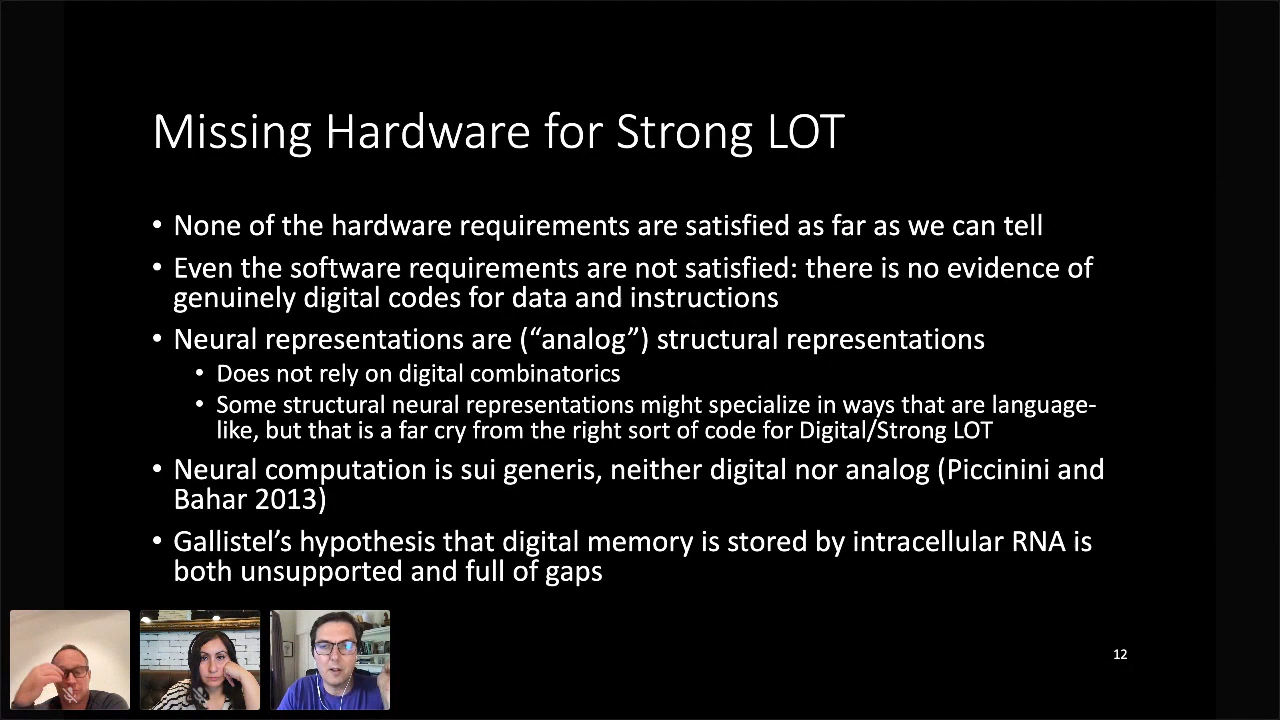 Missing Hardware for Strong LOT
• None of the hardware requirements are satisfied as far as we can tell
• Even the software requirements are not satisfied: there is no evidence of
genuinely digital codes for data and instructions
• Neural representations are (“analog”) structural representations
• Does not rely on digital combinatorics
• Some structural neural representations might specialize in ways that are language-
like, but that is a far cry from the right sort of code for Digital/Strong LOT
• Neural computation is sui generis, neither digital nor analog (Piccinini and
Bahar 2013)
• Gallistel’s hypothesis that digital memory is stored by intracellular RNA is
both unsupported and full of gaps
12